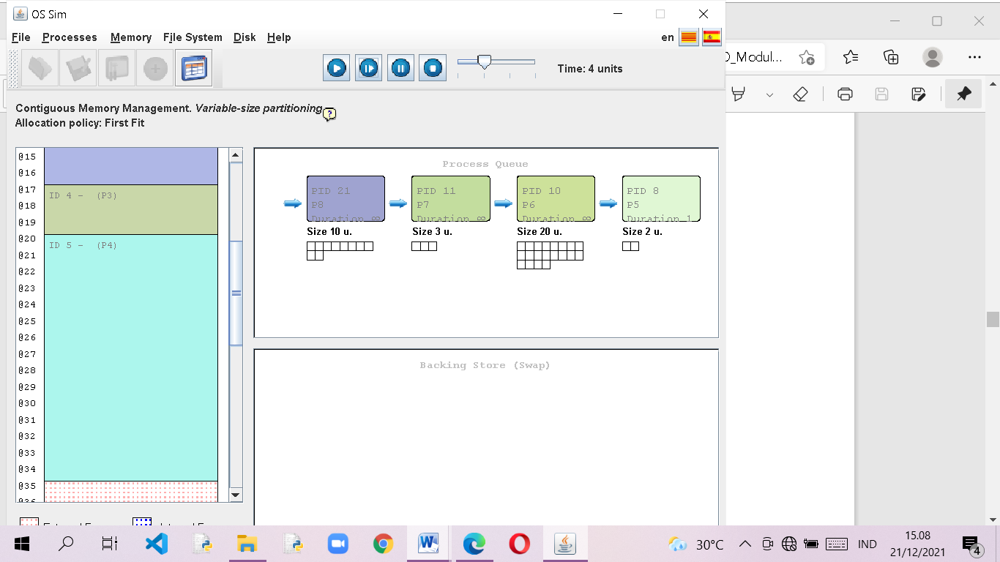 OS Sim
File Processes Memory File System Disk Help en
Time: 4 units
D_Modul...
Contiguous Memory Management. Variable-size partitioning
Allocation policy: First Fit
@15
@16
@17
ID 4 - (P3)
@18
@19
@20
ID 5 - (P4)
@21
@22
@23
@24
@25
@26
@27
@28
@29
@30
@31
@32
@33
@34
@35
@36
Process Queue
PID 21
P8
Duration ∞
Size 10 u.
PID 11
P7
Duration ∞
Size 3 u.
PID 10
P6
Duration ∞
Size 20 u.
PID 8
P5
Duration 1
Size 2 u.
Backing Store (Swap)
30°C
IND
15.08
21/12/2021
4